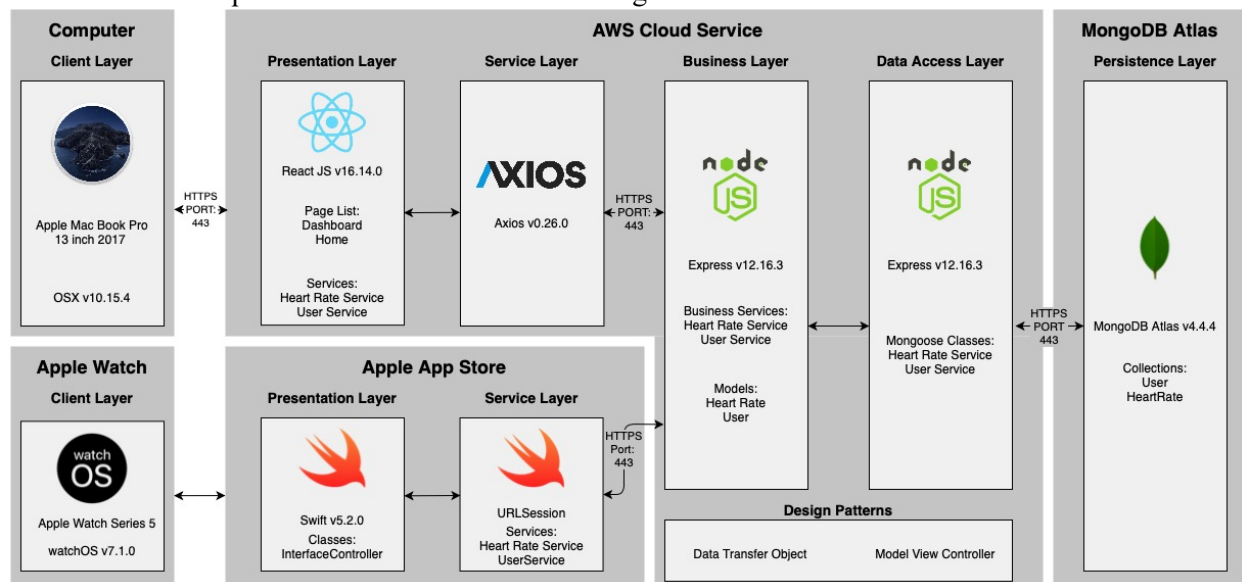 Computer
Client Layer
Apple Mac Book Pro
13 inch 2017
OSX v10.15.4
HTTPS
PORT:
443
AWS Cloud Service
Presentation Layer
React JS v16.14.0
Page List:
Dashboard
Home
Services:
Heart Rate Service
User Service
Service Layer
AXIOS
Axios v0.26.0
HTTPS
PORT:
443
Business Layer
node
JS
Express v12.16.3
Business Services:
Heart Rate Service
User Service
Models:
Heart Rate
User
Data Access Layer
node
JS
Express v12.16.3
Mongoose Classes:
Heart Rate Service
User Service
HTTPS
PORT
443
MongoDB Atlas
Persistence Layer
MongoDB Atlas v4.4.4
Collections:
User
HeartRate
Apple Watch
Client Layer
watch
OS
Apple Watch Series 5
watchOS v7.1.0
Apple App Store
Presentation Layer
Swift v5.2.0
Classes:
InterfaceController
Service Layer
URLSession
Services:
Heart Rate Service
UserService
HTTPS
Port:
443
Design Patterns
Data Transfer Object
Model View Controller